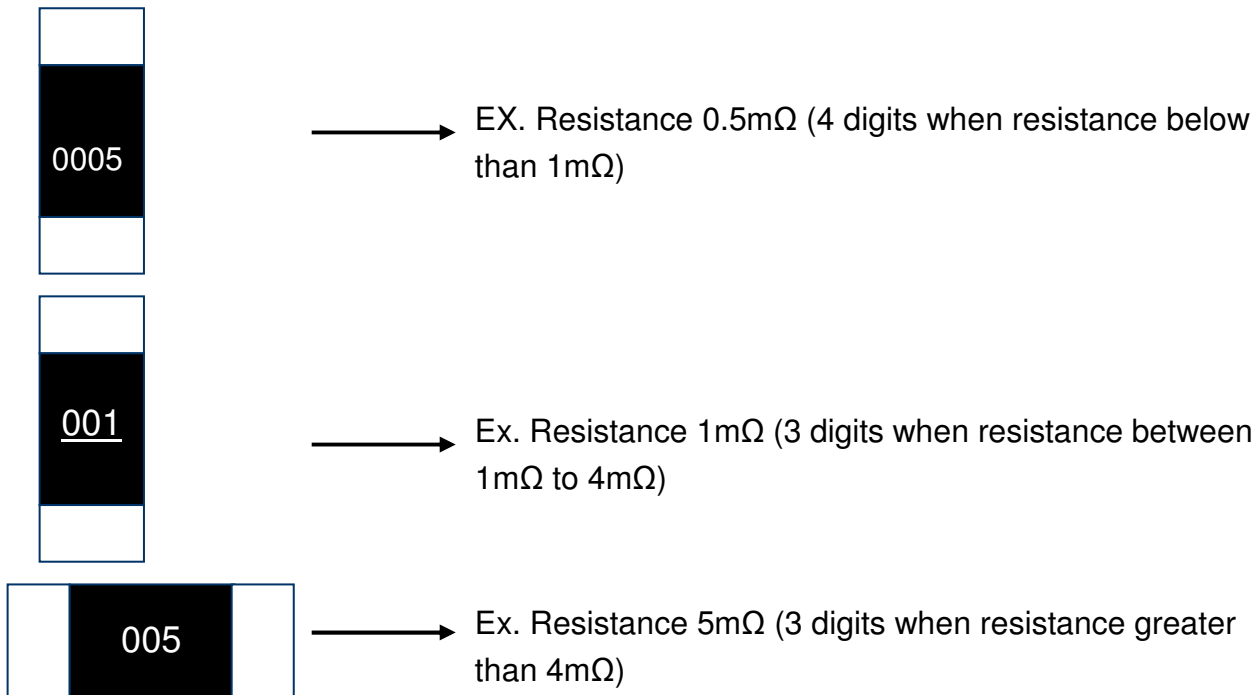 0005
EX. Resistance 0.5mΩ (4 digits when resistance below
than 1mΩ)
001
Ex. Resistance 1mΩ (3 digits when resistance between
1mΩ to 4mΩ)
005
Ex. Resistance 5mΩ (3 digits when resistance greater
than 4mΩ)